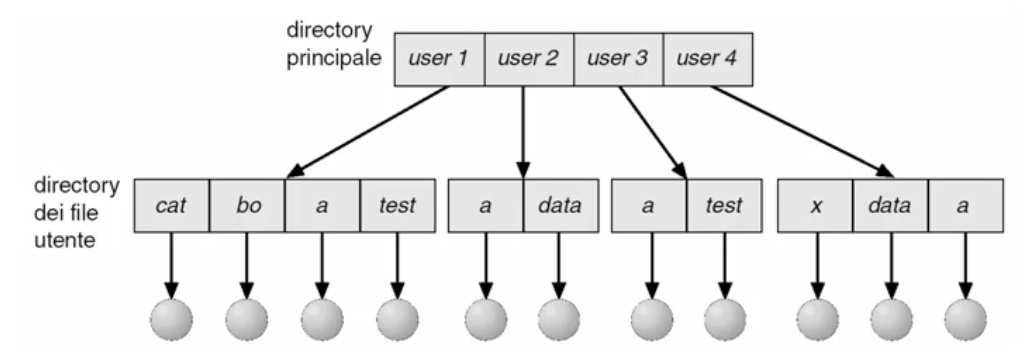 directory
principale
user 1 user 2 user 3 user 4
directory
dei file
utente
cat bo a test a data a test x data a